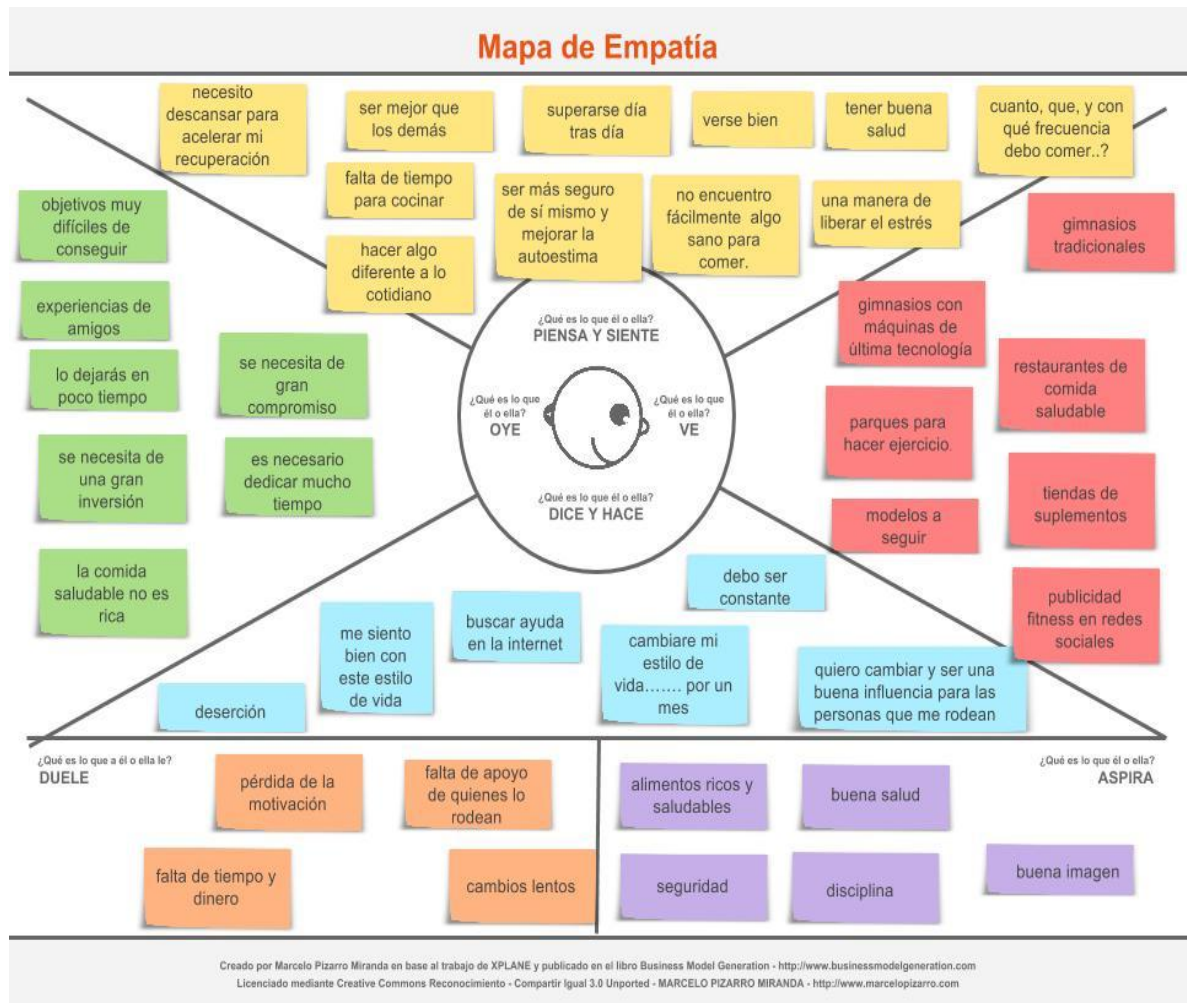 Mapa de Empatía
necesito
descansar para
acelerar mi
recuperación
ser mejor que
los demás
superarse día
tras día
verse bien
tener buena
salud
cuanto, que, y con
qué frecuencia
debo comer..?
falta de tiempo
para cocinar
ser más seguro
de sí mismo y
mejorar la
autoestima
no encuentro
fácilmente algo
sano para
comer.
una manera de
liberar el estrés
hacer algo
diferente a lo
cotidiano
objetivos muy
difíciles de
conseguir
experiencias de
amigos
lo dejarás en
poco tiempo
se necesita de
gran
compromiso
se necesita de
una gran
inversión
es necesario
dedicar mucho
tiempo
la comida
saludable no es
rica
¿Qué es lo que él o ella?
PIENSA Y SIENTE
¿Qué es lo que
él o ella?
OYE
¿Qué es lo que
él o ella?
VE
¿Qué es lo que él o ella?
DICE Y HACE
gimnasios
tradicionales
gimnasios con
máquinas de
última tecnología
restaurantes de
comida
saludable
parques para
hacer ejercicio.
tiendas de
suplementos
modelos a
seguir
publicidad
fitness en redes
sociales
debo ser
constante
buscar ayuda
en la internet
me siento
bien con
este estilo
de vida
cambiare mi
estilo de
vida……. por un
mes
quiero cambiar y ser una
buena influencia para las
personas que me rodean
deserción
¿Qué es lo que a él o ella le?
DUELE
pérdida de la
motivación
falta de apoyo
de quienes lo
rodean
falta de tiempo y
dinero
cambios lentos
¿Qué es lo que él o ella?
ASPIRA
alimentos ricos y
saludables
buena salud
seguridad
disciplina
buena imagen
Creado por Marcelo Pizarro Miranda en base al trabajo de XPLANE y publicado en el libro Business Model Generation - http://www.businessmodelgeneration.com
Licenciado mediante Creative Commons Reconocimiento - Compartir Igual 3.0 Unported - MARCELO PIZARRO MIRANDA - http://www.marcelopizarro.com